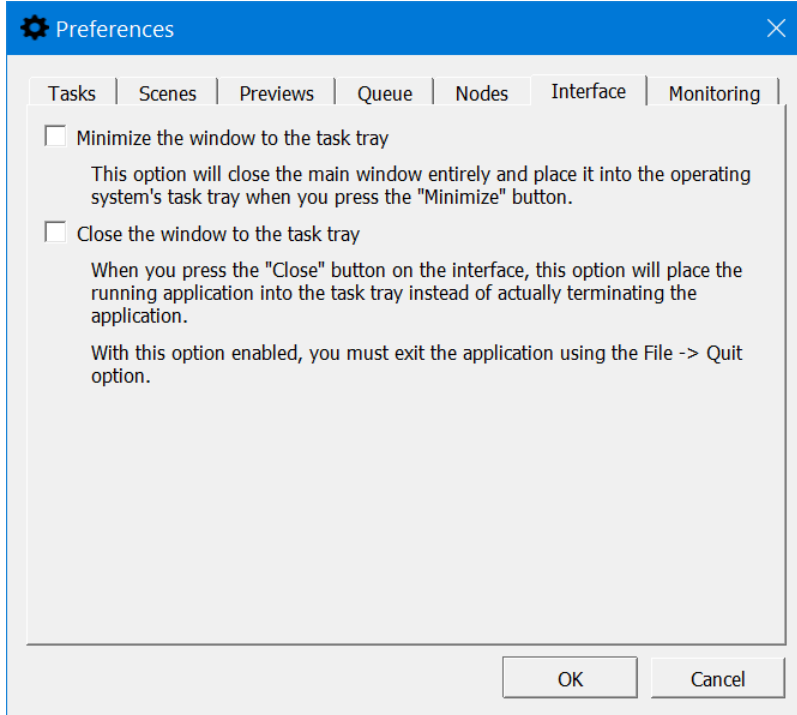 Preferences
Tasks Scenes Previews Queue Nodes Interface Monitoring
Minimize the window to the task tray
This option will close the main window entirely and place it into the operating
system's task tray when you press the "Minimize" button.
Close the window to the task tray
When you press the "Close" button on the interface, this option will place the
running application into the task tray instead of actually terminating the
application.
With this option enabled, you must exit the application using the File -> Quit
option.
OK Cancel